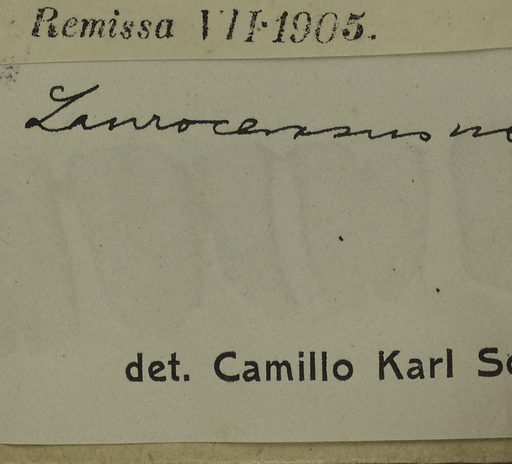 Remissa VII·1905.
Laurocerasus
det. Camillo Karl